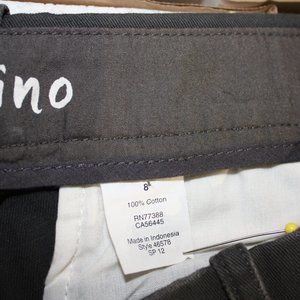 ino
8
100% Cotton
RN77388
CA56445
Made in Indonesia
Style 46578
SP 12